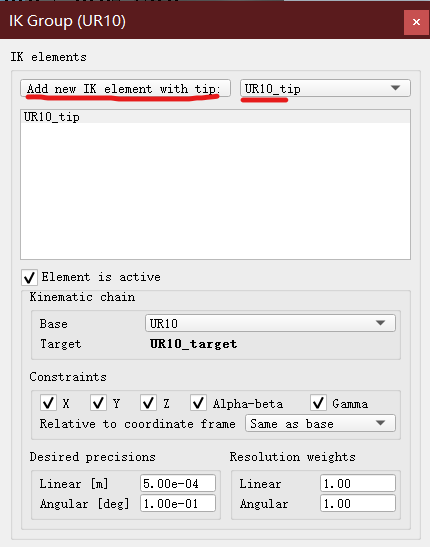 IK Group (UR10)
IK elements
Add new IK element with tip:
UR10_tip
UR10_tip
Element is active
Kinematic chain
Base UR10
Target UR10_target
Constraints
X Y Z Alpha-beta Gamma
Relative to coordinate frame Same as base
Desired precisions
Linear [m] 5.00e-04
Angular [deg] 1.00e-01
Resolution weights
Linear 1.00
Angular 1.00